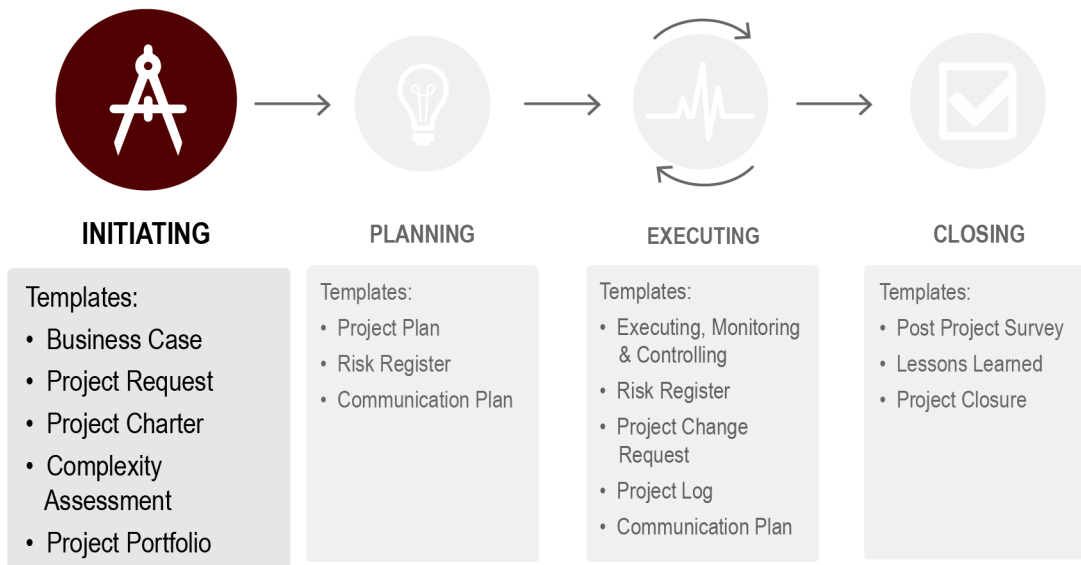 INITIATING
Templates:
• Business Case
• Project Request
• Project Charter
• Complexity
Assessment
• Project Portfolio
PLANNING
Templates:
• Project Plan
• Risk Register
• Communication Plan
EXECUTING
Templates:
• Executing, Monitoring
& Controlling
• Risk Register
• Project Change
Request
• Project Log
• Communication Plan
CLOSING
Templates:
• Post Project Survey
• Lessons Learned
• Project Closure